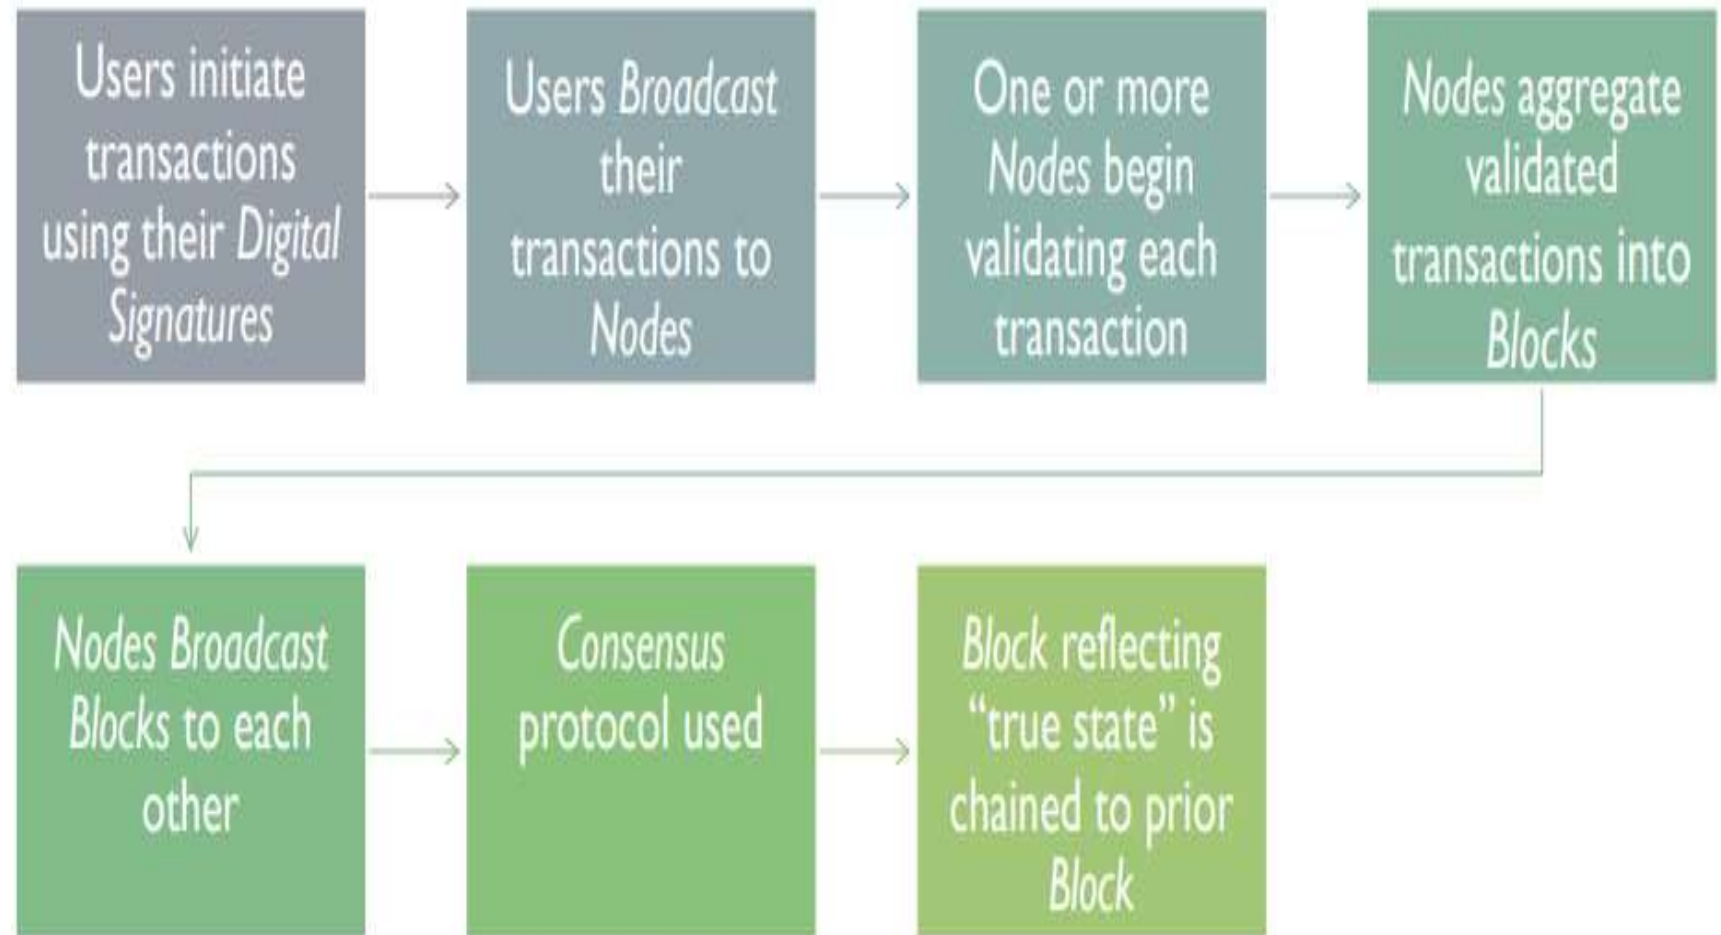 Users initiate
transactions
using their Digital
Signatures
Users Broadcast
their
transactions to
Nodes
One or more
Nodes begin
validating each
transaction
Nodes aggregate
validated
transactions into
Blocks
Nodes Broadcast
Blocks to each
other
Consensus
protocol used
Block reflecting
“true state” is
chained to prior
Block